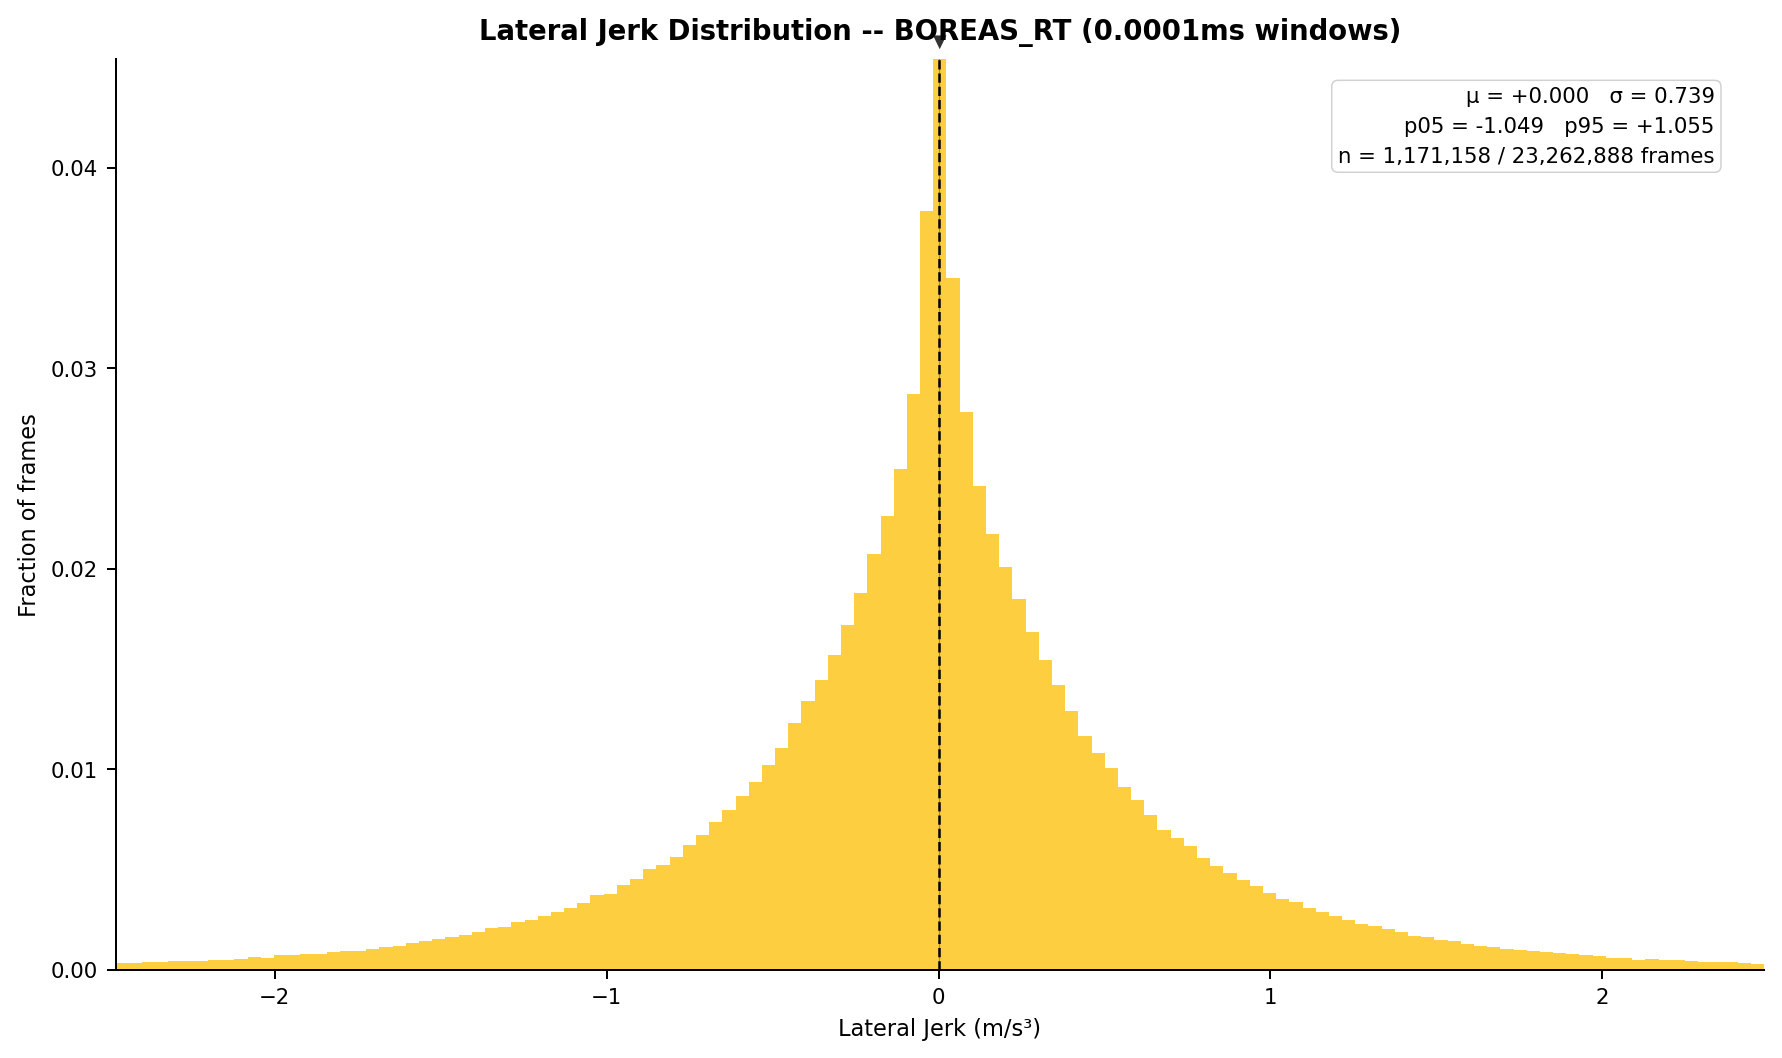 Lateral Jerk Distribution -- BOREAS_RT (0.0001ms windows)
μ = +0.000   σ = 0.739
p05 = -1.049   p95 = +1.055
n = 1,171,158 / 23,262,888 frames
Fraction of frames
0.04
0.03
0.02
0.01
0.00
−2
−1
0
1
2
Lateral Jerk (m/s³)